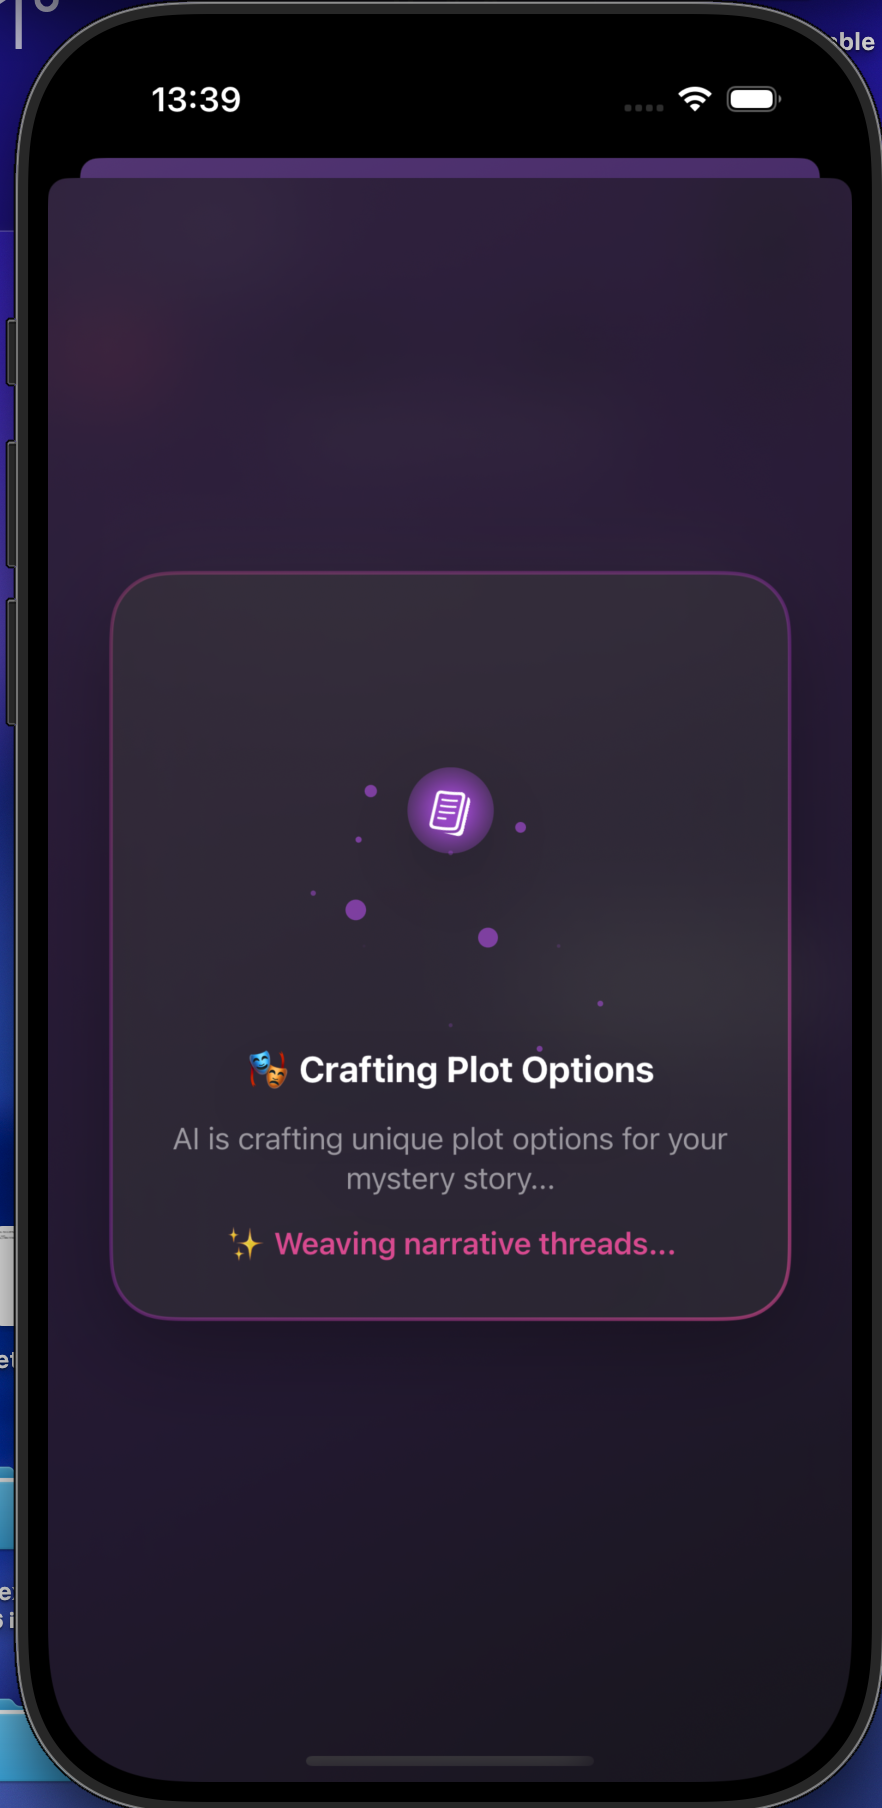 13:39
🎭 Crafting Plot Options
AI is crafting unique plot options for your
mystery story...
✨ Weaving narrative threads...